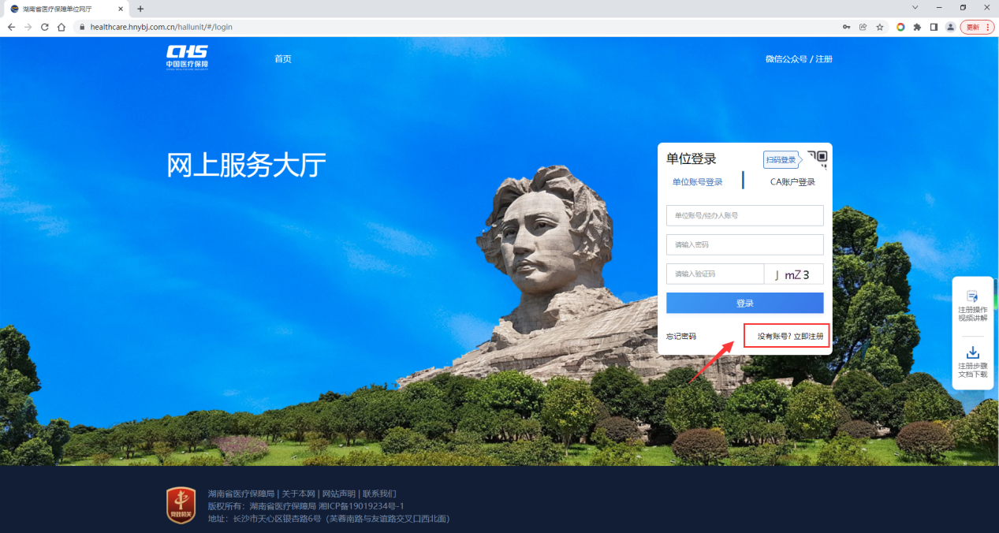 湖南省医疗保障单位网厅
healthcare.hnybj.com.cn/hallunit/#/login
更新
CHS
中国医疗保障
CHINA HEALTHCARE SECURITY
首页
微信公众号 / 注册
网上服务大厅
单位登录
扫码登录
单位账号登录
CA账户登录
单位账号/经办人账号
请输入密码
请输入验证码
J mZ3
登录
忘记密码
没有账号? 立即注册
注册操作
视频讲解
注册步骤
文档下载
党政机关
湖南省医疗保障局 | 关于本网 | 网站声明 | 联系我们
版权所有：湖南省医疗保障局 湘ICP备19019234号-1
地址：长沙市天心区银杏路6号（芙蓉南路与友谊路交叉口西北面）